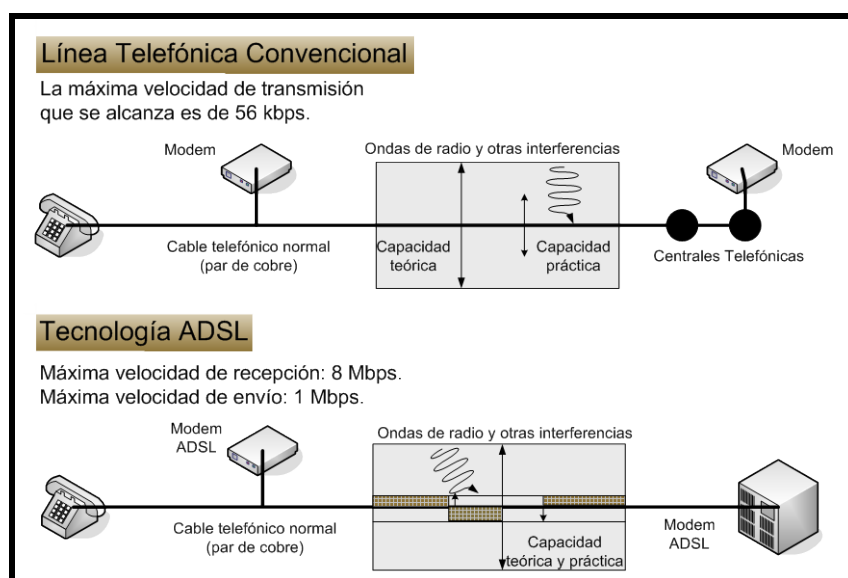 Línea Telefónica Convencional
La máxima velocidad de transmisión
que se alcanza es de 56 kbps.
Modem
Ondas de radio y otras interferencias
Modem
Cable telefónico normal
(par de cobre)
Capacidad
teórica
Capacidad
práctica
Centrales Telefónicas
Tecnología ADSL
Máxima velocidad de recepción: 8 Mbps.
Máxima velocidad de envío: 1 Mbps.
Modem
ADSL
Ondas de radio y otras interferencias
Cable telefónico normal
(par de cobre)
Capacidad
teórica y práctica
Modem
ADSL